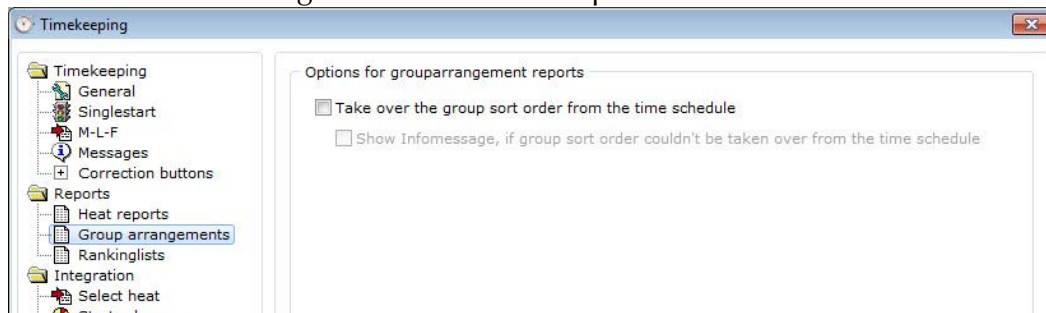 Timekeeping
Timekeeping
General
Singlestart
M-L-F
Messages
Correction buttons
Reports
Heat reports
Group arrangements
Rankinglists
Integration
Select heat
Options for grouparrangement reports
Take over the group sort order from the time schedule
Show Infomessage, if group sort order couldn't be taken over from the time schedule